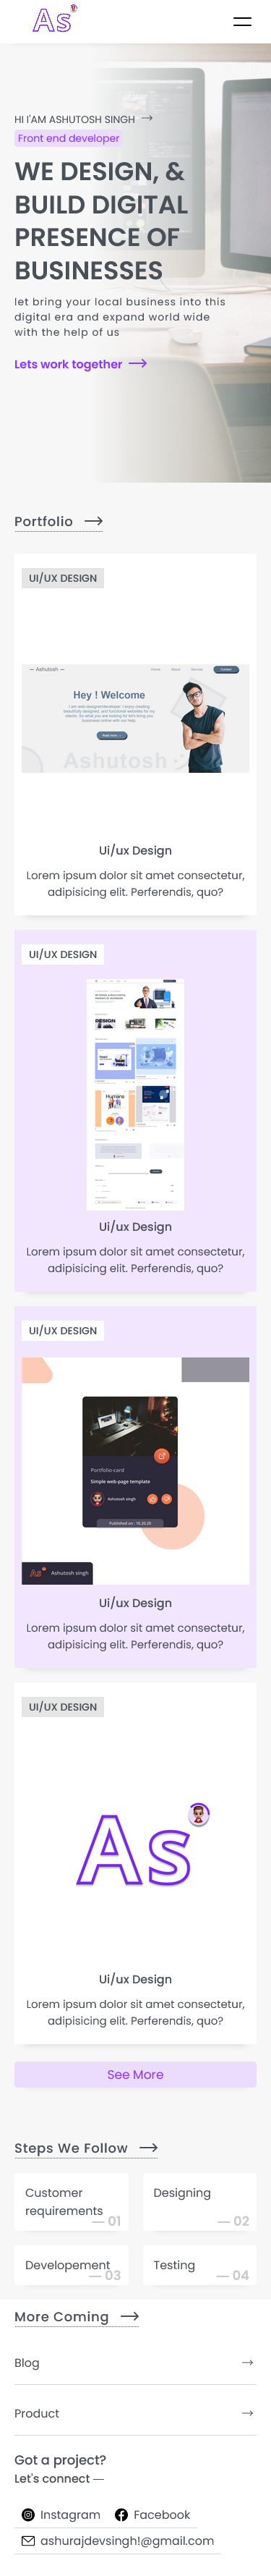 As
HI I'AM ASHUTOSH SINGH
Front end developer
WE DESIGN, &
BUILD DIGITAL
PRESENCE OF
BUSINESSES
let bring your local business into this
digital era and expand world wide
with the help of us
Lets work together
Portfolio
UI/UX DESIGN
Ashutosh
Home About Service Contact
Hey ! Welcome
Ashutosh
Ui/ux Design
Lorem ipsum dolor sit amet consectetur,
adipisicing elit. Perferendis, quo?
UI/UX DESIGN
DESIGN
Humans
Ui/ux Design
Lorem ipsum dolor sit amet consectetur,
adipisicing elit. Perferendis, quo?
UI/UX DESIGN
Portfolio-card
Simple web-page template
Ashutosh singh
Published on : 10.20.20
As Ashutosh singh
Ui/ux Design
Lorem ipsum dolor sit amet consectetur,
adipisicing elit. Perferendis, quo?
UI/UX DESIGN
As
Ui/ux Design
Lorem ipsum dolor sit amet consectetur,
adipisicing elit. Perferendis, quo?
See More
Steps We Follow
Customer
requirements
— 01
Designing
— 02
Developement
— 03
Testing
— 04
More Coming
Blog
Product
Got a project?
Let's connect —
Instagram Facebook
ashurajdevsingh!@gmail.com